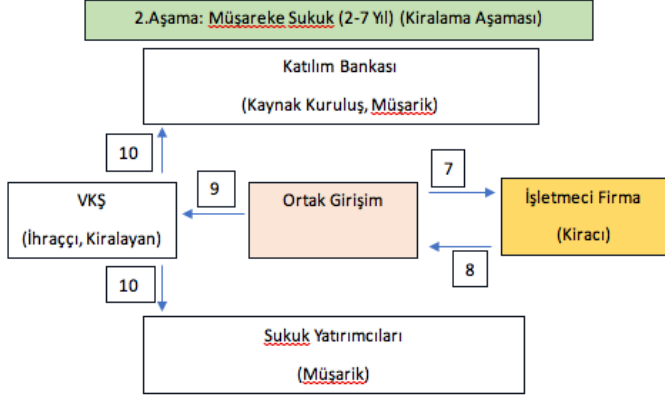 2.Aşama: Müşareke Sukuk (2-7 Yıl) (Kiralama Aşaması)
Katılım Bankası
(Kaynak Kuruluş, Müşarik)
10
9
7
VKŞ
(İhraççı, Kiralayan)
Ortak Girişim
İşletmeci Firma
(Kiracı)
8
10
Sukuk Yatırımcıları
(Müşarik)